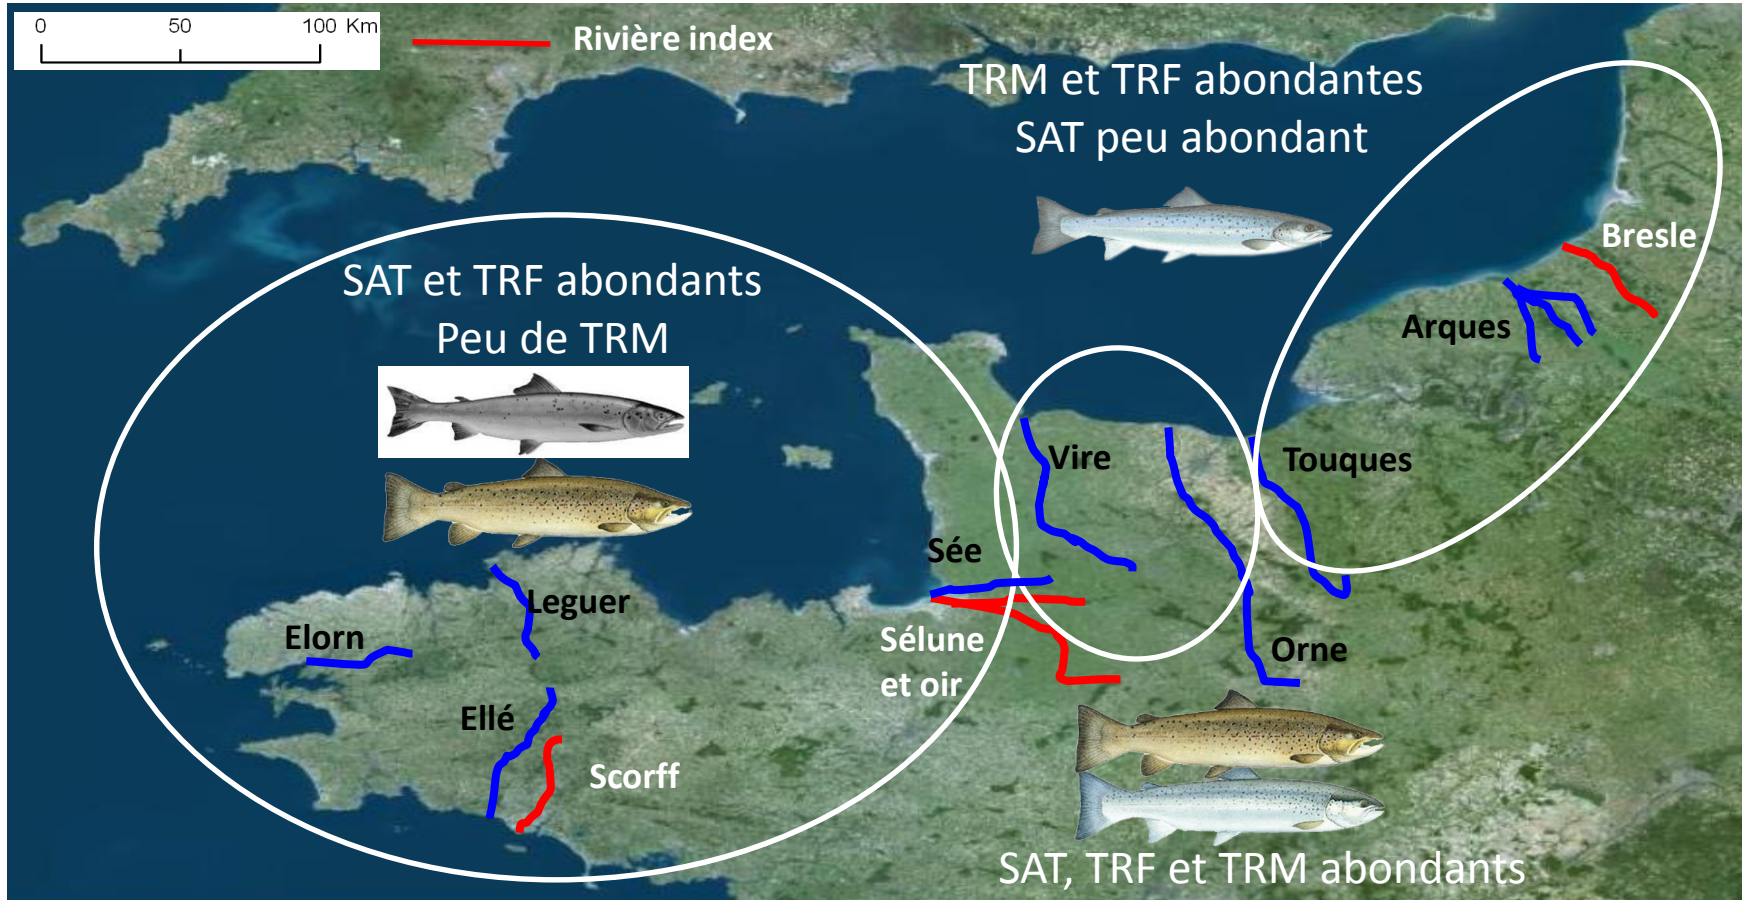 0 50 100 Km
Rivière index
TRM et TRF abondantes
SAT peu abondant
Bresle
SAT et TRF abondants
Peu de TRM
Arques
Vire
Touques
Sée
Leguer
Elorn
Sélune
et oir
Orne
Ellé
Scorff
SAT, TRF et TRM abondants